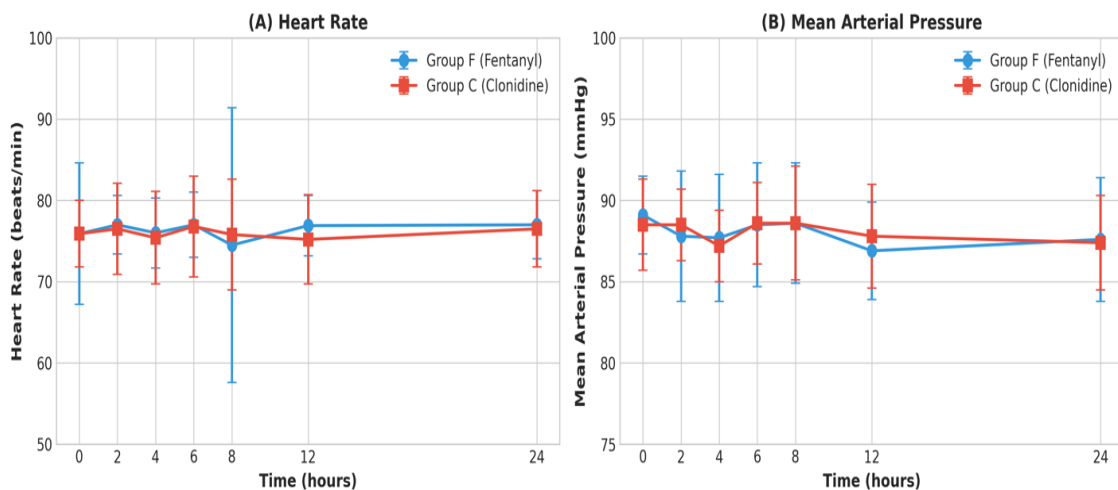 (A) Heart Rate
Group F (Fentanyl)
Group C (Clonidine)
Heart Rate (beats/min)
100
90
80
70
60
50
0 2 4 6 8 12 24
Time (hours)
(B) Mean Arterial Pressure
Group F (Fentanyl)
Group C (Clonidine)
Mean Arterial Pressure (mmHg)
100
95
90
85
80
75
0 2 4 6 8 12 24
Time (hours)